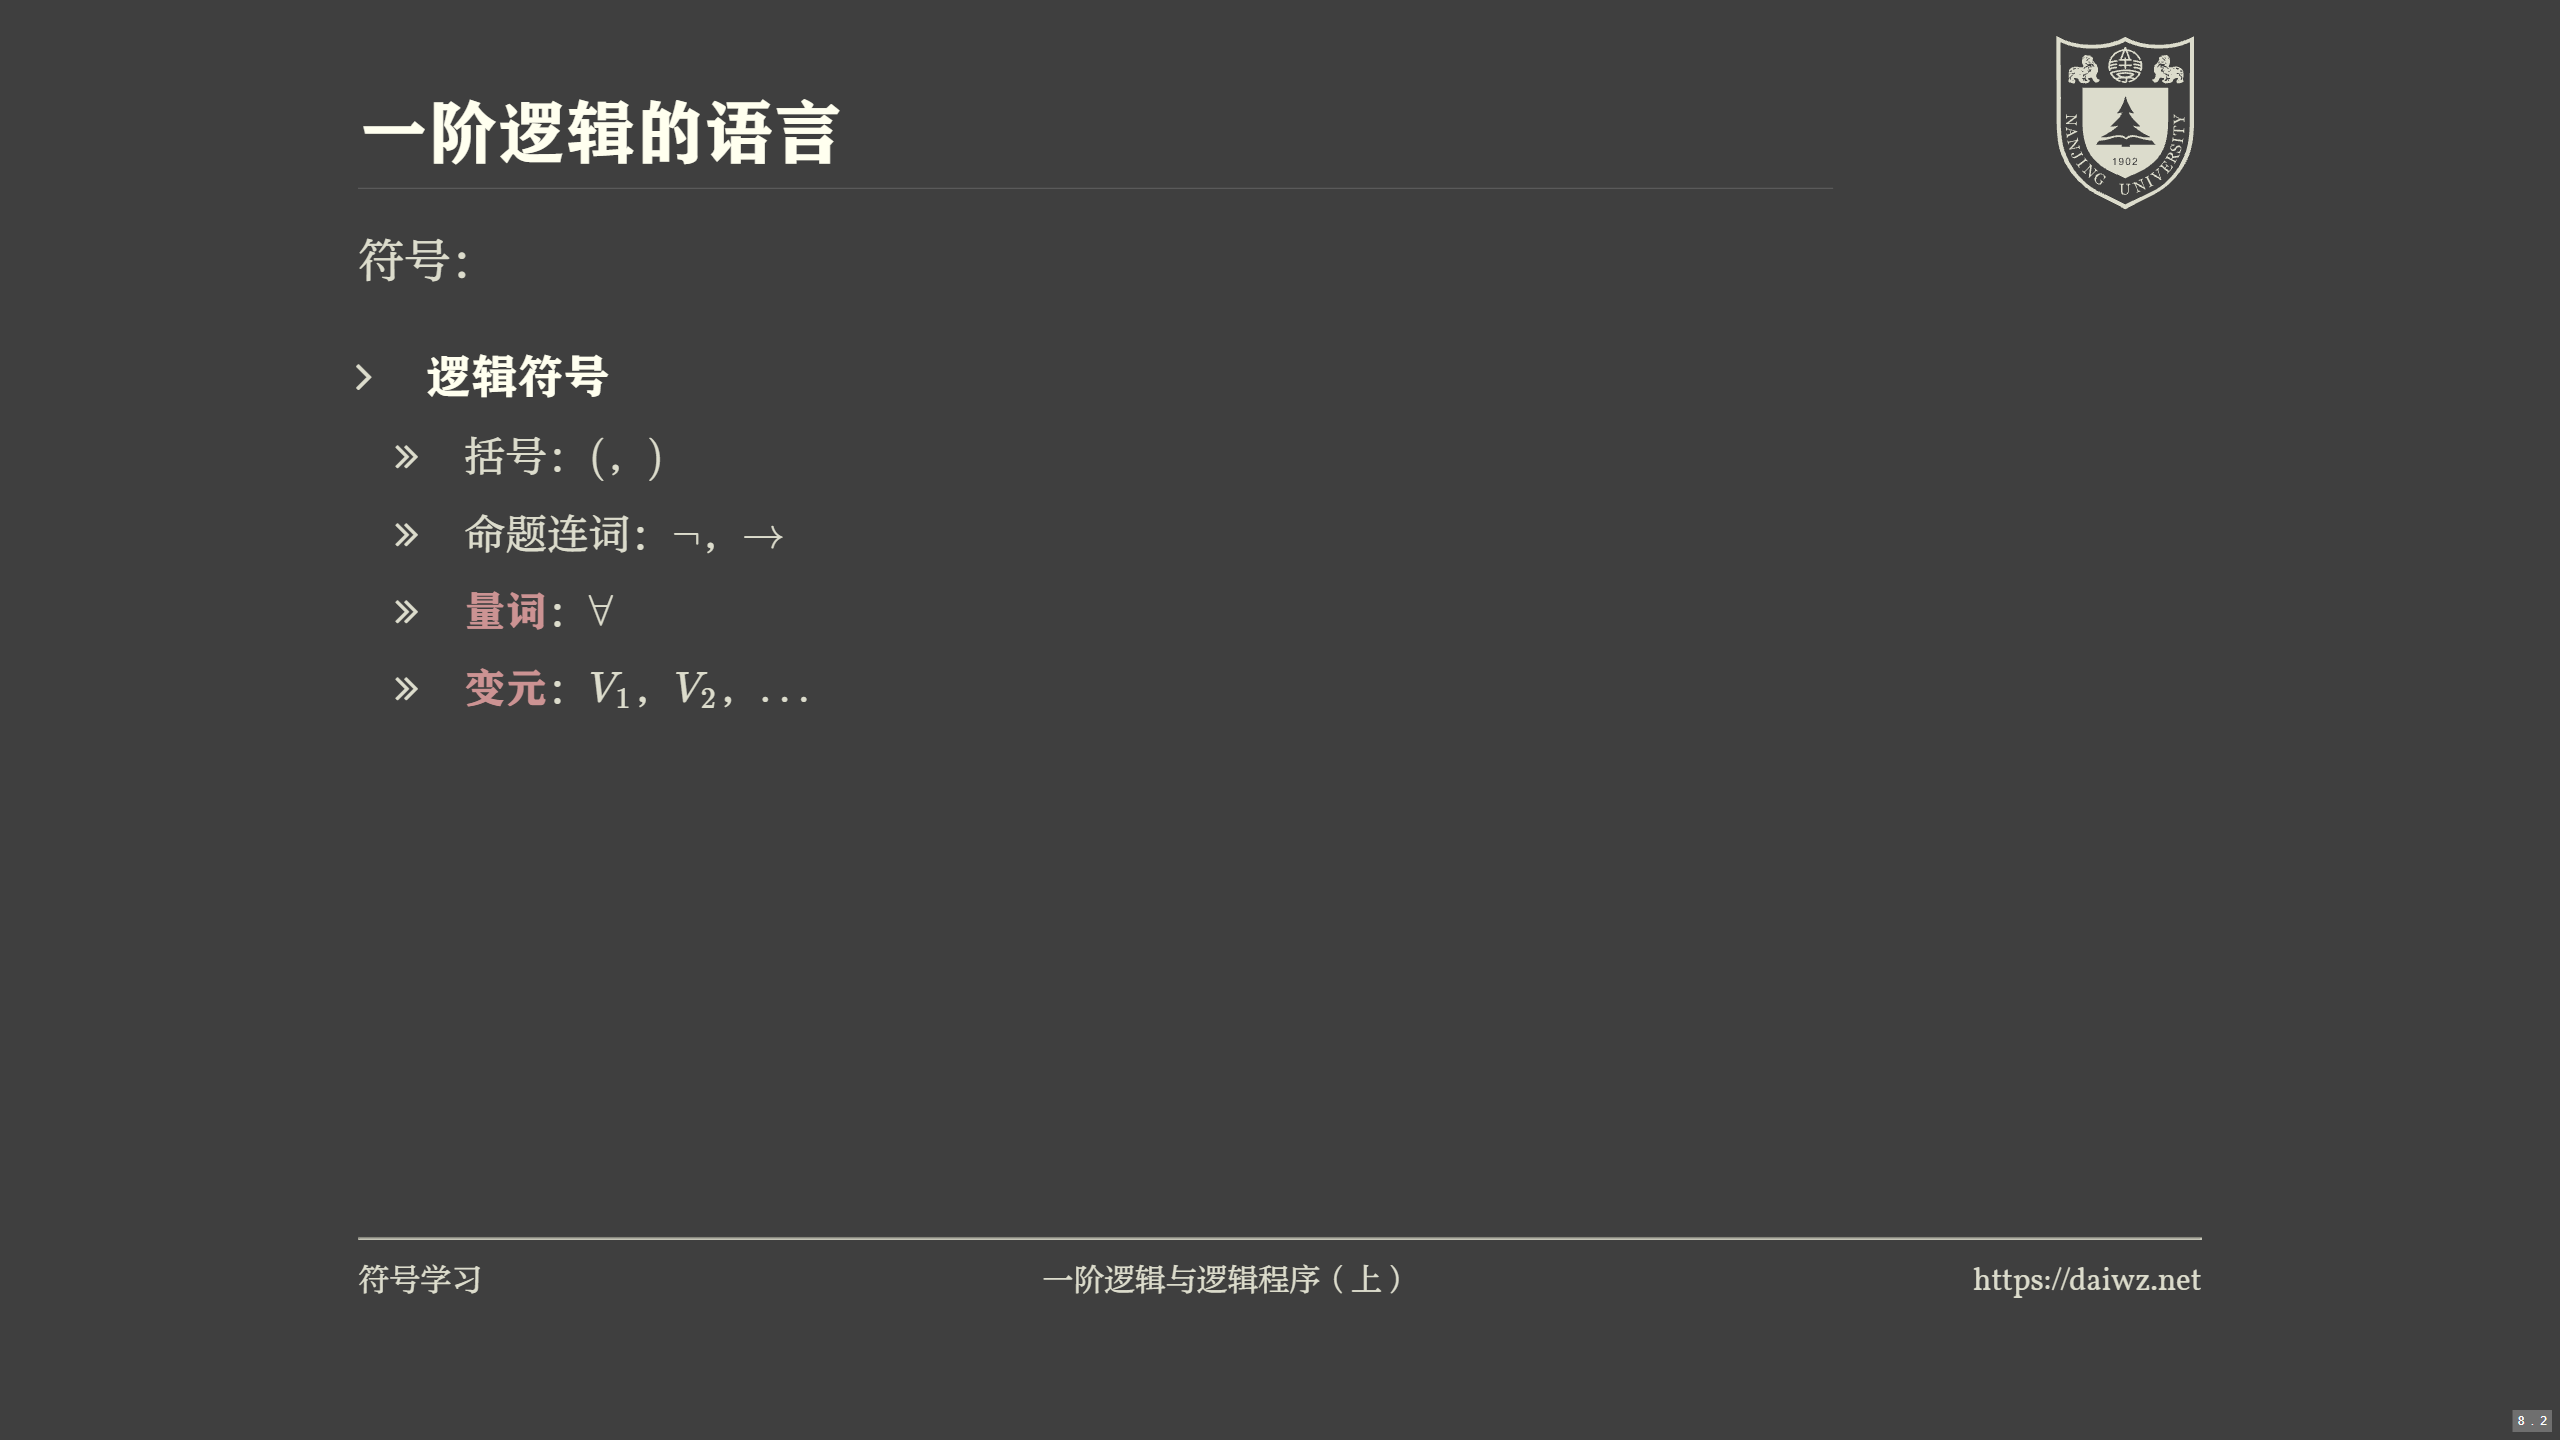 一阶逻辑的语言
NANJING UNIVERSITY
1902
符号：
逻辑符号
括号：(，)
命题连词：¬，→
量词：∀
变元：V₁，V₂，...
符号学习
一阶逻辑与逻辑程序（上）
https://daiwz.net
8.2